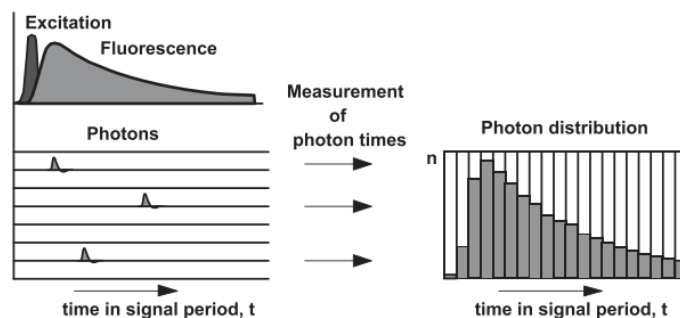 Excitation
Fluorescence
Measurement
of
photon times
Photons
Photon distribution
n
time in signal period, t
time in signal period, t